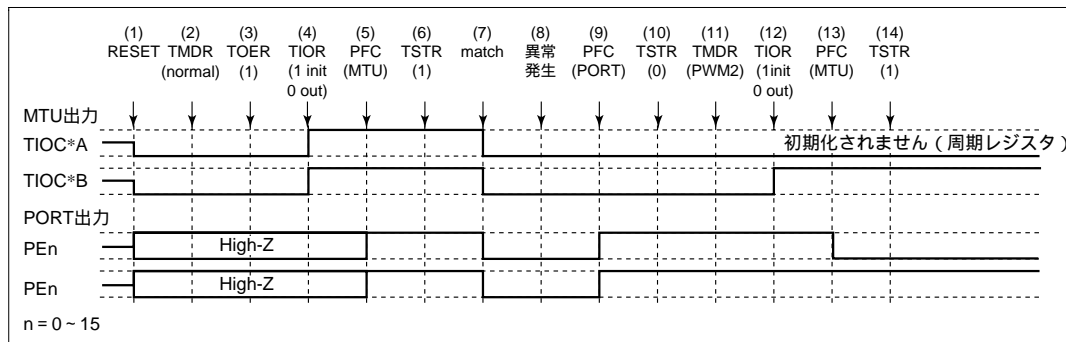 (1) (2) (3) (4) (5) (6) (7) (8) (9) (10) (11) (12) (13) (14)
RESET TMDR TOER TIOR PFC TSTR match 異常 PFC TSTR TMDR TIOR PFC TSTR
(normal) (1) (1 init (MTU) (1) 発生 (PORT) (0) (PWM2) (1init (MTU) (1)
0 out) 0 out)
MTU出力
TIOC*A 初期化されません(周期レジスタ)
TIOC*B
PORT出力
PEn High-Z
PEn High-Z
n = 0~15